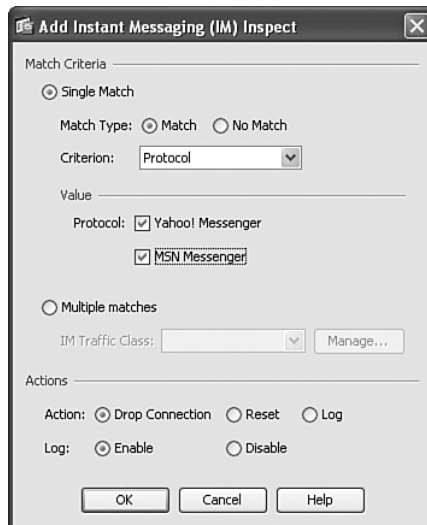 Add Instant Messaging (IM) Inspect
Match Criteria
Single Match
Match Type: Match No Match
Criterion: Protocol
Value
Protocol: Yahoo! Messenger
MSN Messenger
Multiple matches
IM Traffic Class: Manage...
Actions
Action: Drop Connection Reset Log
Log: Enable Disable
OK Cancel Help